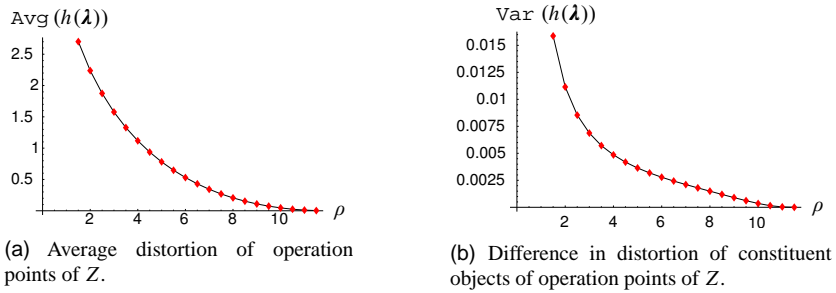 Avg (h(λ))
2.5
2
1.5
1
0.5
2 4 6 8 10 ρ
(a) Average distortion of operation
points of Z.
Var (h(λ))
0.015
0.0125
0.01
0.0075
0.005
0.0025
2 4 6 8 10 ρ
(b) Difference in distortion of constituent
objects of operation points of Z.